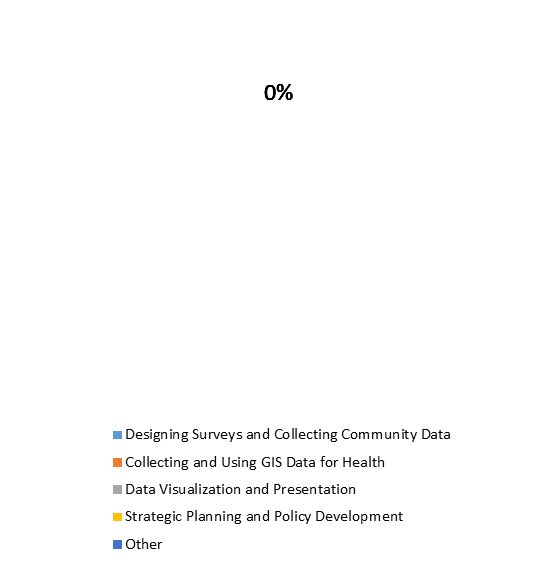 0%
Designing Surveys and Collecting Community Data
Collecting and Using GIS Data for Health
Data Visualization and Presentation
Strategic Planning and Policy Development
Other